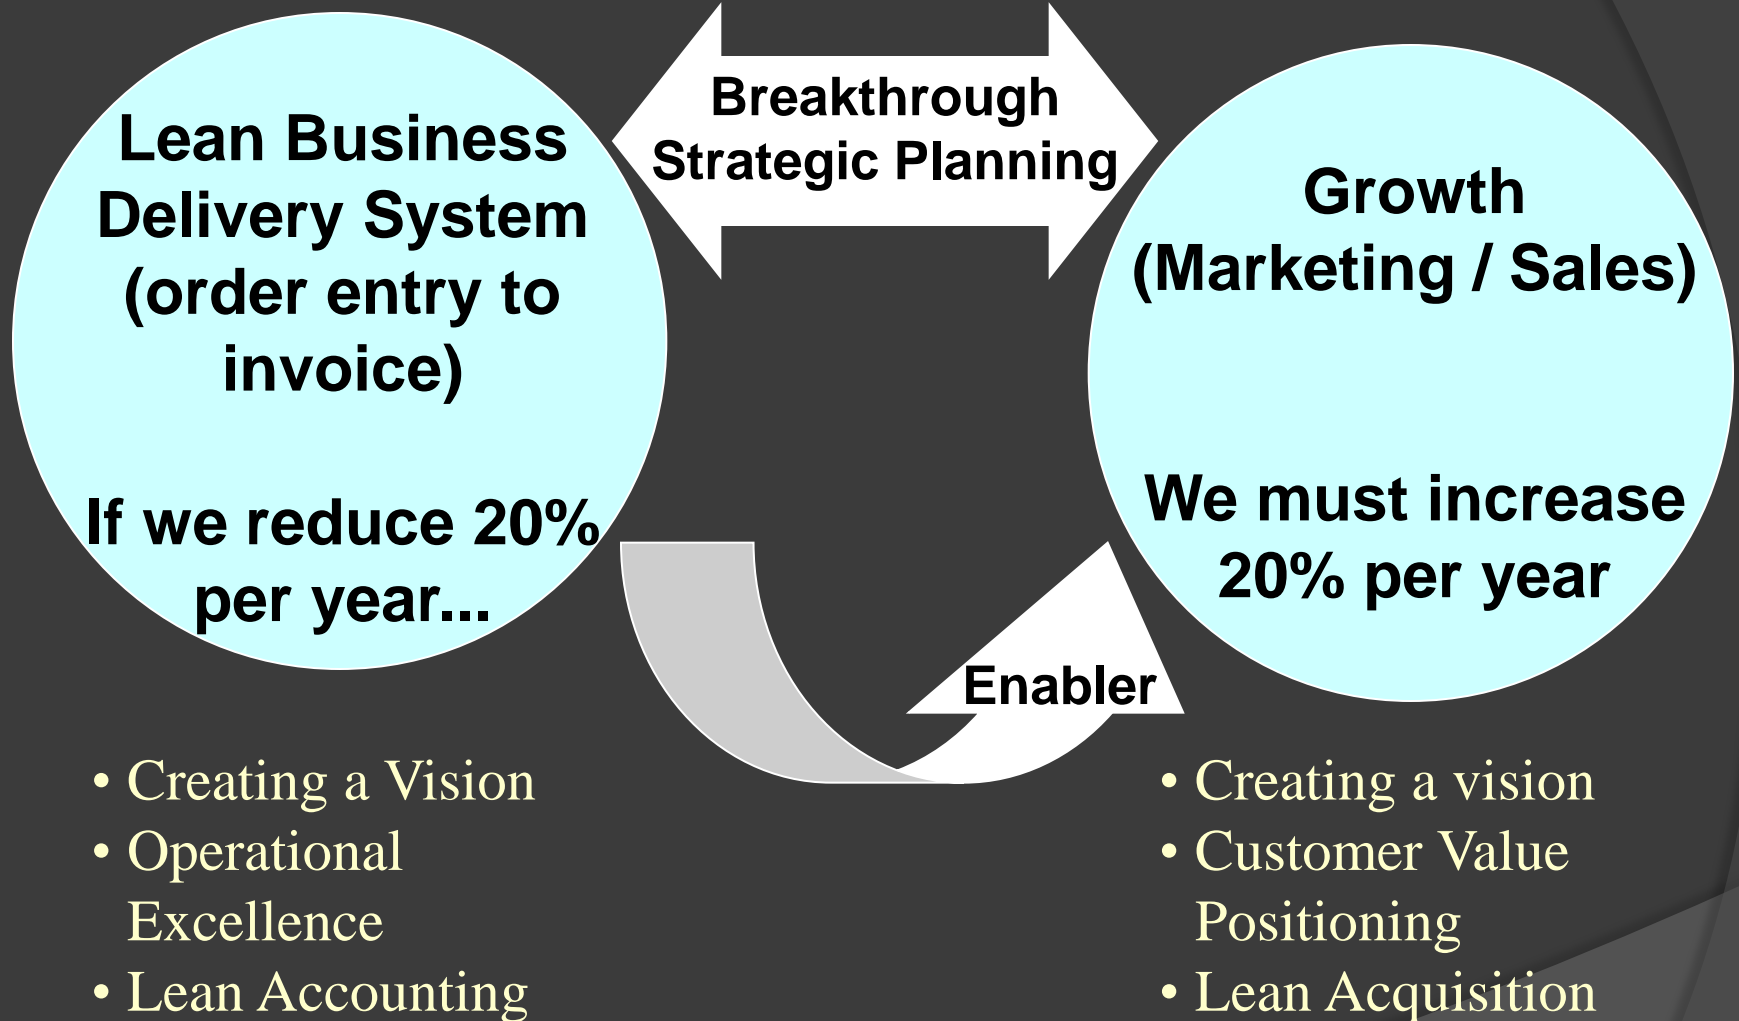 Lean Business
Delivery System
(order entry to
invoice)
If we reduce 20%
per year...
Breakthrough
Strategic Planning
Growth
(Marketing / Sales)
We must increase
20% per year
Enabler
• Creating a Vision
• Operational
Excellence
• Lean Accounting
• Creating a vision
• Customer Value
Positioning
• Lean Acquisition